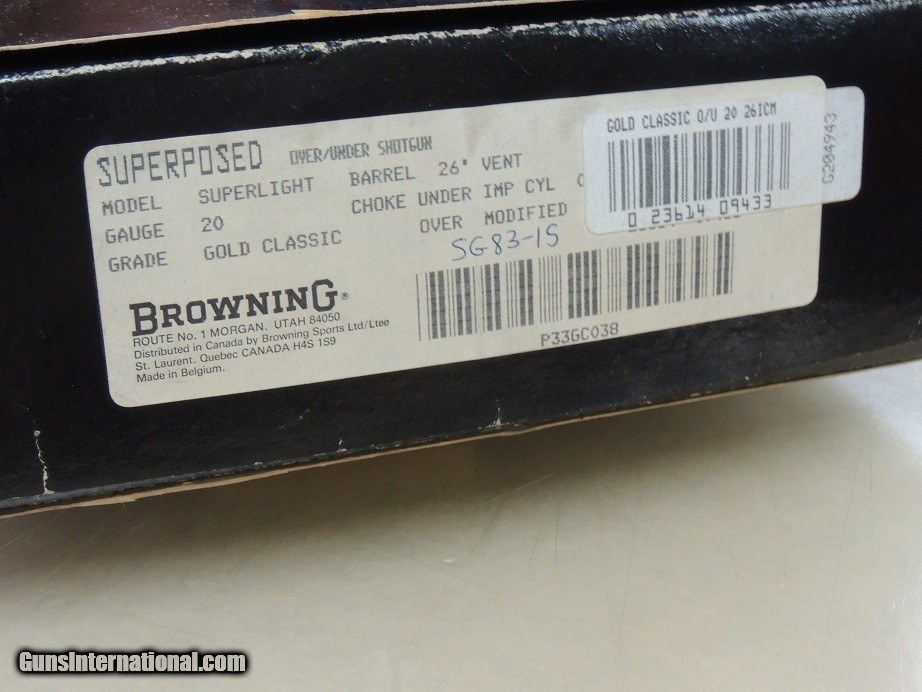 SUPERPOSED OVER/UNDER SHOTGUN
MODEL SUPERLIGHT BARREL 26" VENT
GAUGE 20 CHOKE UNDER IMP CYL
GRADE GOLD CLASSIC OVER MODIFIED
SG83-15
BROWNING®
ROUTE No. 1 MORGAN, UTAH 84050
Distributed in Canada by Browning Sports Ltd/Ltee
St. Laurent, Quebec CANADA H4S 1S9
Made in Belgium.
P33GC038
GOLD CLASSIC O/U 20 26ICM
0 23614 09433
G204943
GunsInternational.com